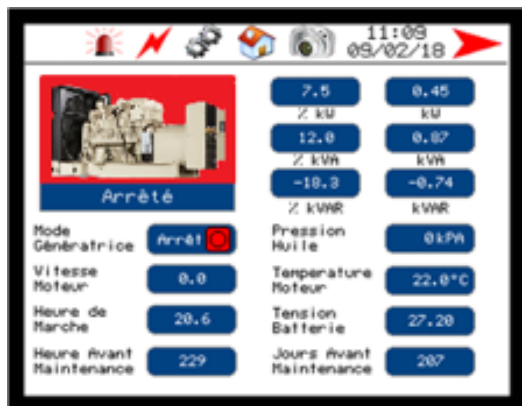 11:09
09/02/18
7.5 0.45
% kW kW
12.0 0.87
% kVA kVA
-18.3 -0.74
% kVAR kVAR
Arrêté
Mode
Génératrice Arrêt
Pression
Huile 0kPA
Vitesse
Moteur 0.0
Temperature
Moteur 22.0°C
Heure de
Marche 20.6
Tension
Batterie 27.20
Heure Avant
Maintenance 229
Jours Avant
Maintenance 207